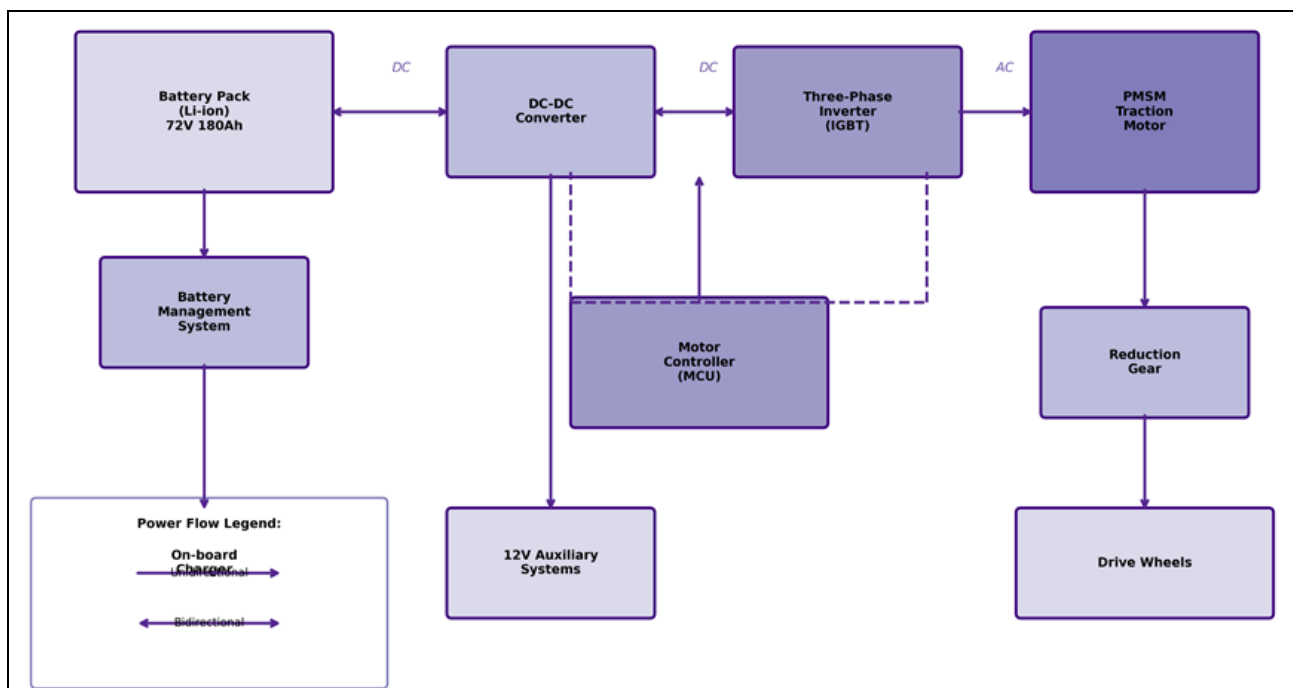 Battery Pack
(Li-ion)
72V 180Ah
DC
DC-DC
Converter
DC
Three-Phase
Inverter
(IGBT)
AC
PMSM
Traction
Motor
Battery
Management
System
Motor
Controller
(MCU)
Reduction
Gear
Power Flow Legend:
On-board
Charger
Unidirectional
Bidirectional
12V Auxiliary
Systems
Drive Wheels